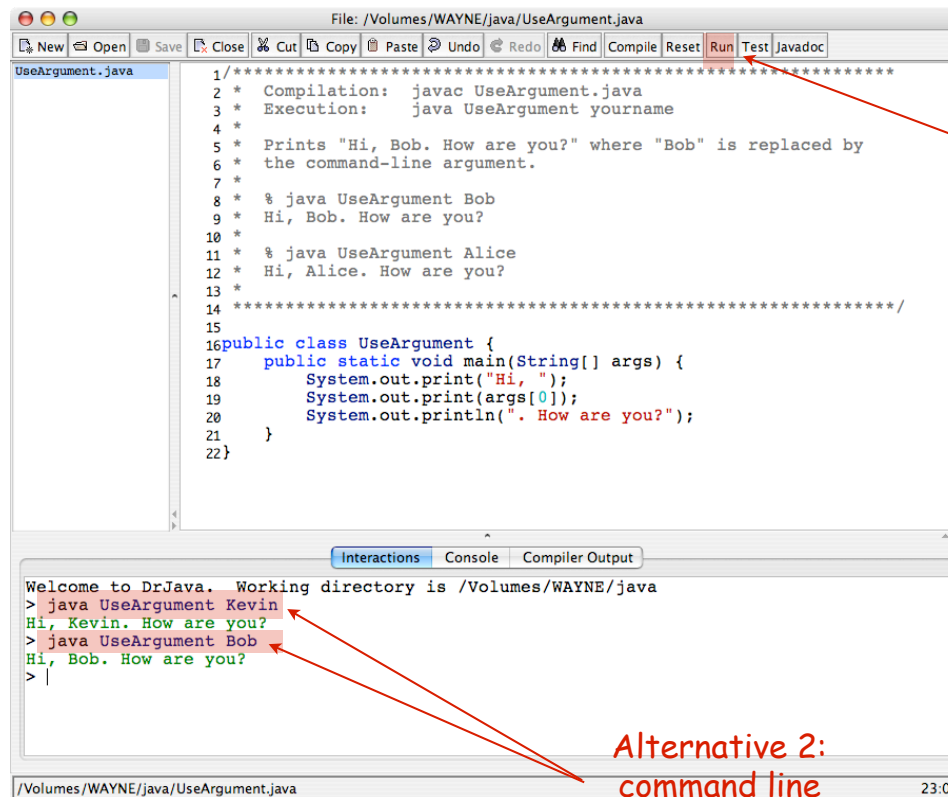 File: /Volumes/WAYNE/java/UseArgument.java
New Open Save Close Cut Copy Paste Undo Redo Find Compile Reset Run Test Javadoc
UseArgument.java
1/**************************************************************
2 *  Compilation:  javac UseArgument.java
3 *  Execution:    java UseArgument yourname
4 *
5 *  Prints "Hi, Bob. How are you?" where "Bob" is replaced by
6 *  the command-line argument.
7 *
8 *  % java UseArgument Bob
9 *  Hi, Bob. How are you?
10 *
11 *  % java UseArgument Alice
12 *  Hi, Alice. How are you?
13 *
14 **************************************************************/
15
16public class UseArgument {
17    public static void main(String[] args) {
18        System.out.print("Hi, ");
19        System.out.print(args[0]);
20        System.out.println(". How are you?");
21    }
22}
Interactions Console Compiler Output
Welcome to DrJava.  Working directory is /Volumes/WAYNE/java
> java UseArgument Kevin
Hi, Kevin. How are you?
> java UseArgument Bob
Hi, Bob. How are you?
>
Alternative 2:
command line
/Volumes/WAYNE/java/UseArgument.java